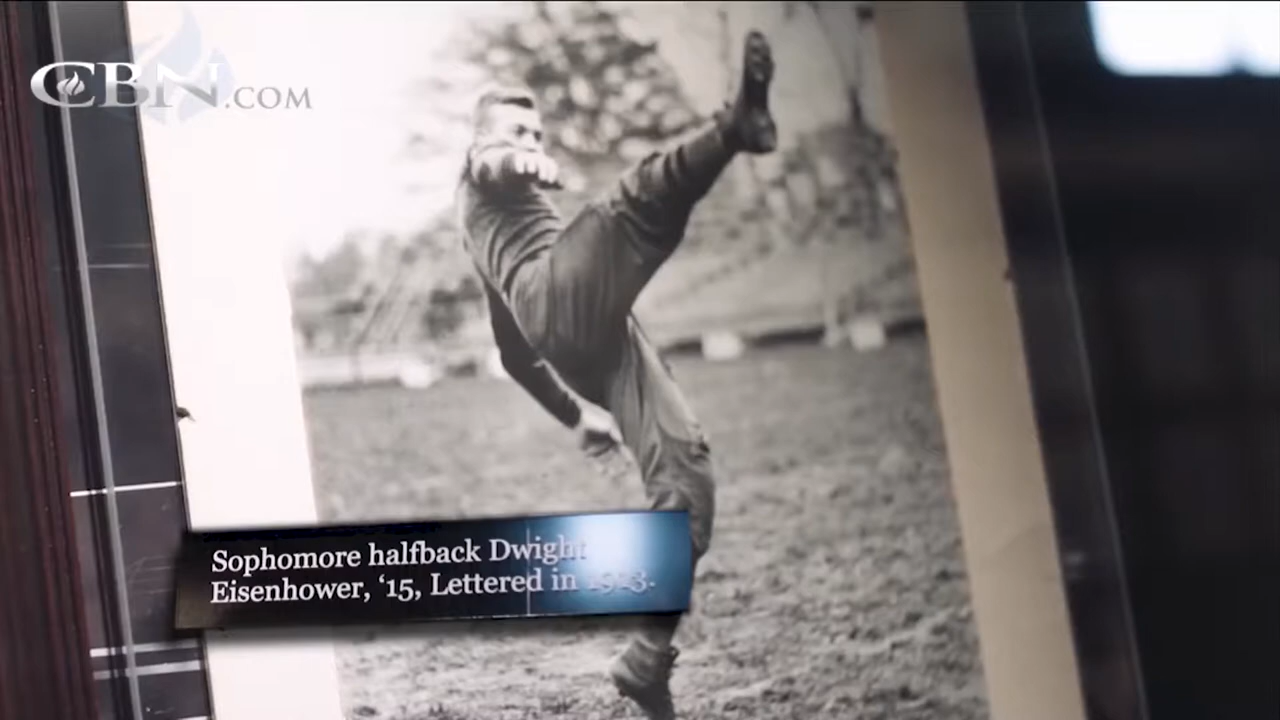 CBN.COM
Sophomore halfback Dwight
Eisenhower, ‘15, Lettered in